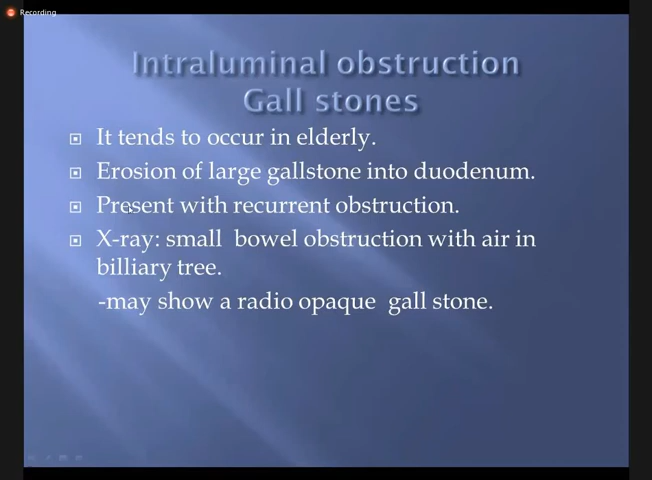 Recording
Intraluminal obstruction
Gall stones
It tends to occur in elderly.
Erosion of large gallstone into duodenum.
Present with recurrent obstruction.
X-ray: small bowel obstruction with air in
billiary tree.
-may show a radio opaque gall stone.